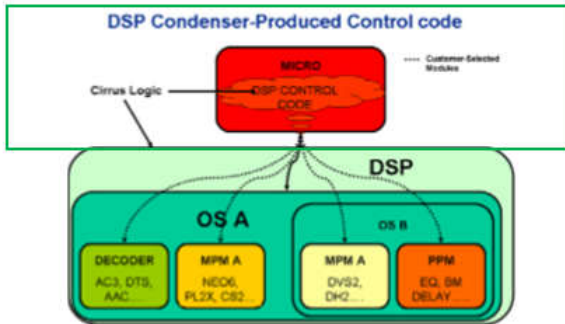 DSP Condenser-Produced Control code
MICRO
Customer-Selected
Modules
Cirrus Logic
DSP CONTROL
CODE
DSP
OS A
OS B
DECODER
AC3, DTS,
AAC.....
MPM A
NEO6,
PL2X, CS2...
MPM A
DVS2,
DH2.....
PPM
EQ, BM
DELAY.....